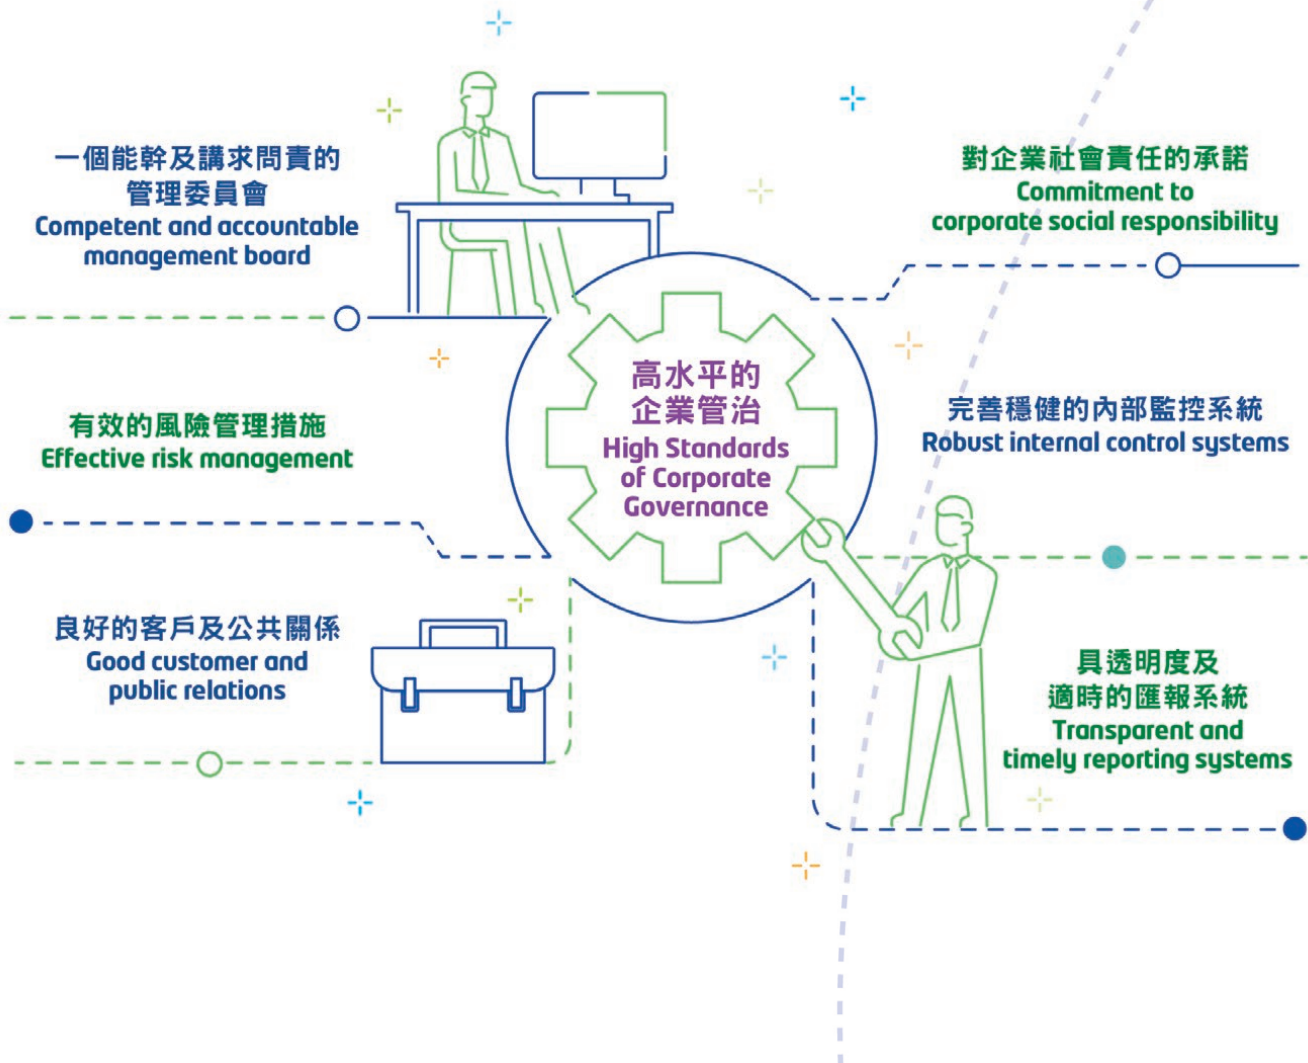 一個能幹及講求問責的
管理委員會
Competent and accountable
management board
有效的風險管理措施
Effective risk management
良好的客戶及公共關係
Good customer and
public relations
高水平的
企業管治
High Standards
of Corporate
Governance
對企業社會責任的承諾
Commitment to
corporate social responsibility
完善穩健的內部監控系統
Robust internal control systems
具透明度及
適時的匯報系統
Transparent and
timely reporting systems